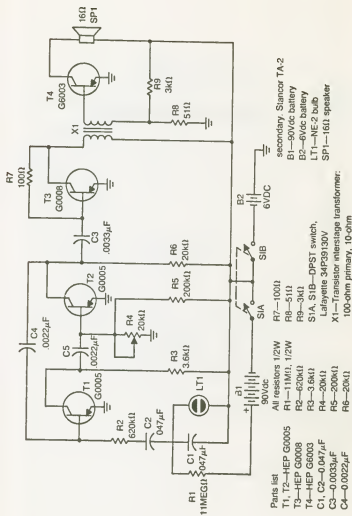 R7
100Ω
T4
G6003
16Ω
SP1
C4
.0022µF
T3
G0008
X1
R9
3kΩ
R8
51Ω
C3
.0033µF
T2
G0005
C5
.0022µF
R4
20kΩ
R6
20kΩ
R5
200kΩ
T1
G0005
R3
3.6kΩ
R2
620kΩ
C2
.047µF
C1
.047µF
LT1
R1
11MEGΩ
B1
90Vdc
S1A
S1B
B2
6VDC
Parts list
T1, T2—HEP G0005
T3—HEP G0008
T4—HEP G6003
C1, C2—0.047µF
C3—0.0033µF
C4—0.0022µF
All resistors 1/2W
R1—11MΩ, 1/2W
R2—620kΩ
R3—3.6kΩ
R4—20kΩ
R5—200kΩ
R6—20kΩ
R7—100Ω
R8—51Ω
R9—3kΩ
S1A, S1B—DPST switch,
Lafayette 34P39130V
X1—Transistor interstage transformer:
100-ohm primary, 10-ohm
secondary. Stancor TA-2
B1—90Vdc battery
B2—6Vdc battery
LT1—NE-2 bulb
SP1—16Ω speaker